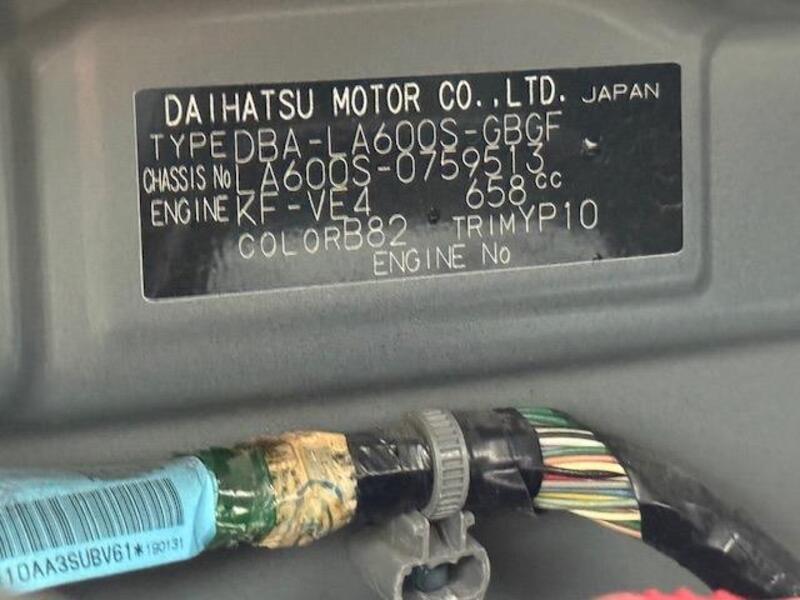 DAIHATSU MOTOR CO.,LTD. JAPAN
TYPE DBA-LA600S-GBGF
CHASSIS No LA600S-0759513
ENGINE KF-VE4 658cc
COLOR B82 TRIM YP10
ENGINE No
10AA3SUBV61*190131